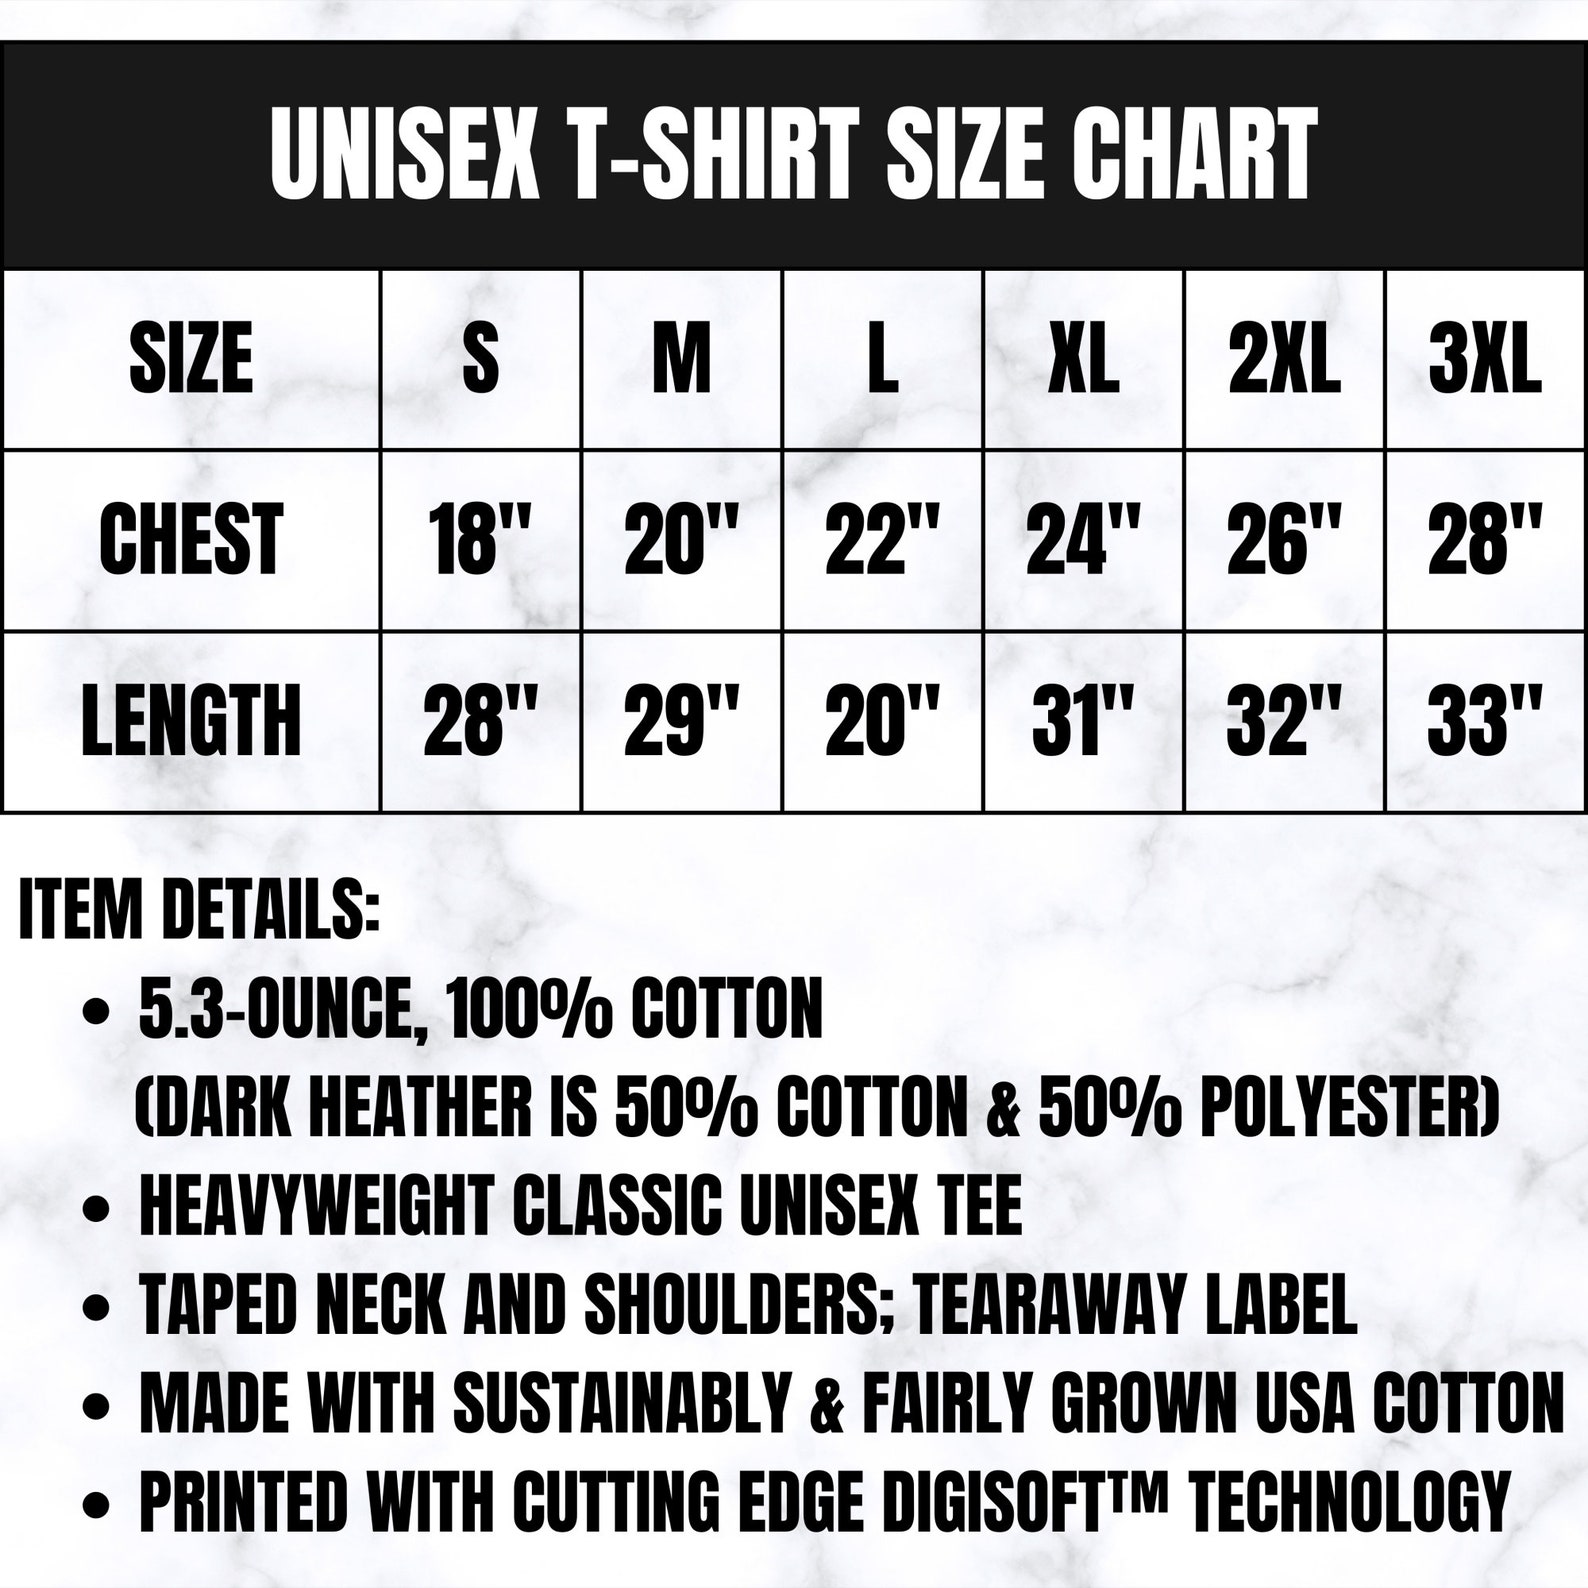 UNISEX T-SHIRT SIZE CHART
SIZE S M L XL 2XL 3XL
CHEST 18" 20" 22" 24" 26" 28"
LENGTH 28" 29" 20" 31" 32" 33"
ITEM DETAILS:
• 5.3-OUNCE, 100% COTTON
(DARK HEATHER IS 50% COTTON & 50% POLYESTER)
• HEAVYWEIGHT CLASSIC UNISEX TEE
• TAPED NECK AND SHOULDERS; TEARAWAY LABEL
• MADE WITH SUSTAINABLY & FAIRLY GROWN USA COTTON
• PRINTED WITH CUTTING EDGE DIGISOFT™ TECHNOLOGY